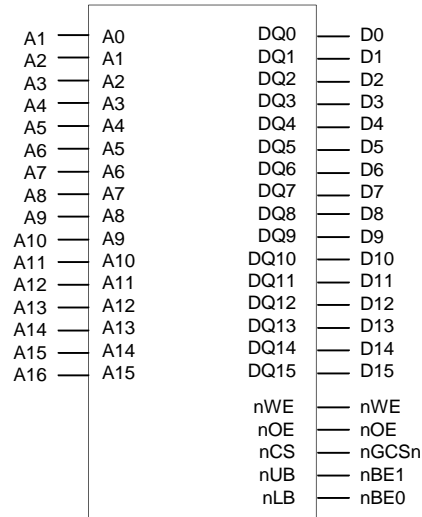 A1 A0 DQ0 D0
A2 A1 DQ1 D1
A3 A2 DQ2 D2
A4 A3 DQ3 D3
A5 A4 DQ4 D4
A6 A5 DQ5 D5
A7 A6 DQ6 D6
A8 A7 DQ7 D7
A9 A8 DQ8 D8
A10 A9 DQ9 D9
A11 A10 DQ10 D10
A12 A11 DQ11 D11
A13 A12 DQ12 D12
A14 A13 DQ13 D13
A15 A14 DQ14 D14
A16 A15 DQ15 D15
nWE nWE
nOE nOE
nCS nGCSn
nUB nBE1
nLB nBE0